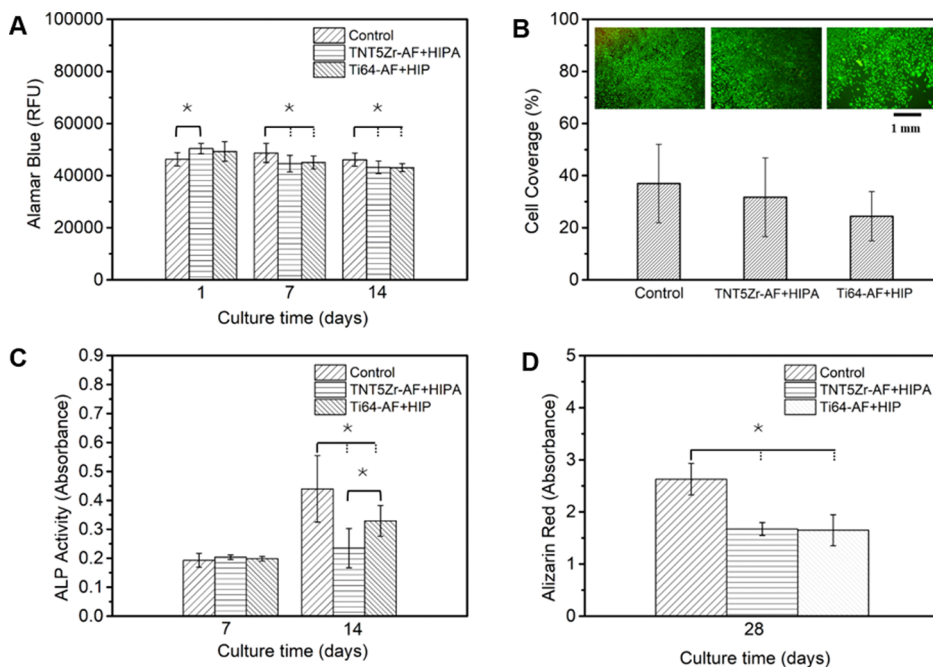 A
Alamar Blue (RFU)
100000
80000
60000
40000
20000
0
Control
TNT5Zr-AF+HIPA
Ti64-AF+HIP
*
*
*
1
7
14
Culture time (days)
B
Cell Coverage (%)
100
80
60
40
20
0
1 mm
Control
TNT5Zr-AF+HIPA
Ti64-AF+HIP
C
ALP Activity (Absorbance)
0.9
0.8
0.7
0.6
0.5
0.4
0.3
0.2
0.1
0.0
Control
TNT5Zr-AF+HIPA
Ti64-AF+HIP
*
*
7
14
Culture time (days)
D
Alizarin Red (Absorbance)
5
4
3
2
1
0
Control
TNT5Zr-AF+HIPA
Ti64-AF+HIP
*
28
Culture time (days)